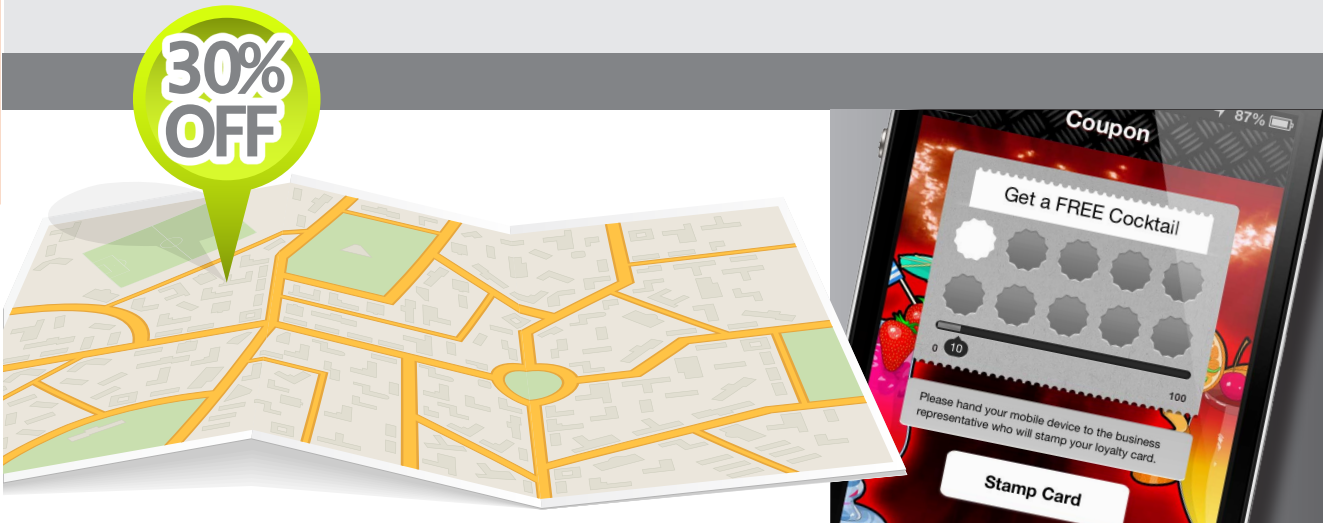 30%
OFF
87%
Coupon
Get a FREE Cocktail
0
10
100
Please hand your mobile device to the business
representative who will stamp your loyalty card.
Stamp Card